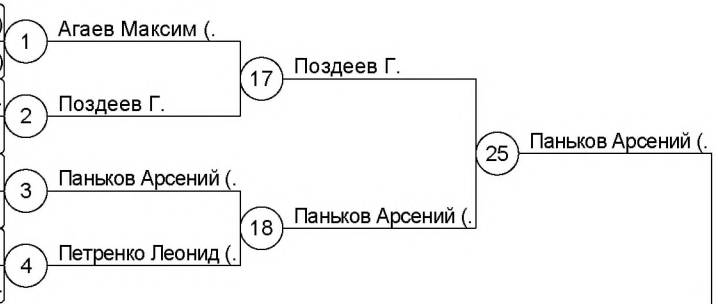 1 Агаев Максим (.
17 Поздеев Г.
2 Поздеев Г.
25 Паньков Арсений (.
3 Паньков Арсений (.
18 Паньков Арсений (.
4 Петренко Леонид (.